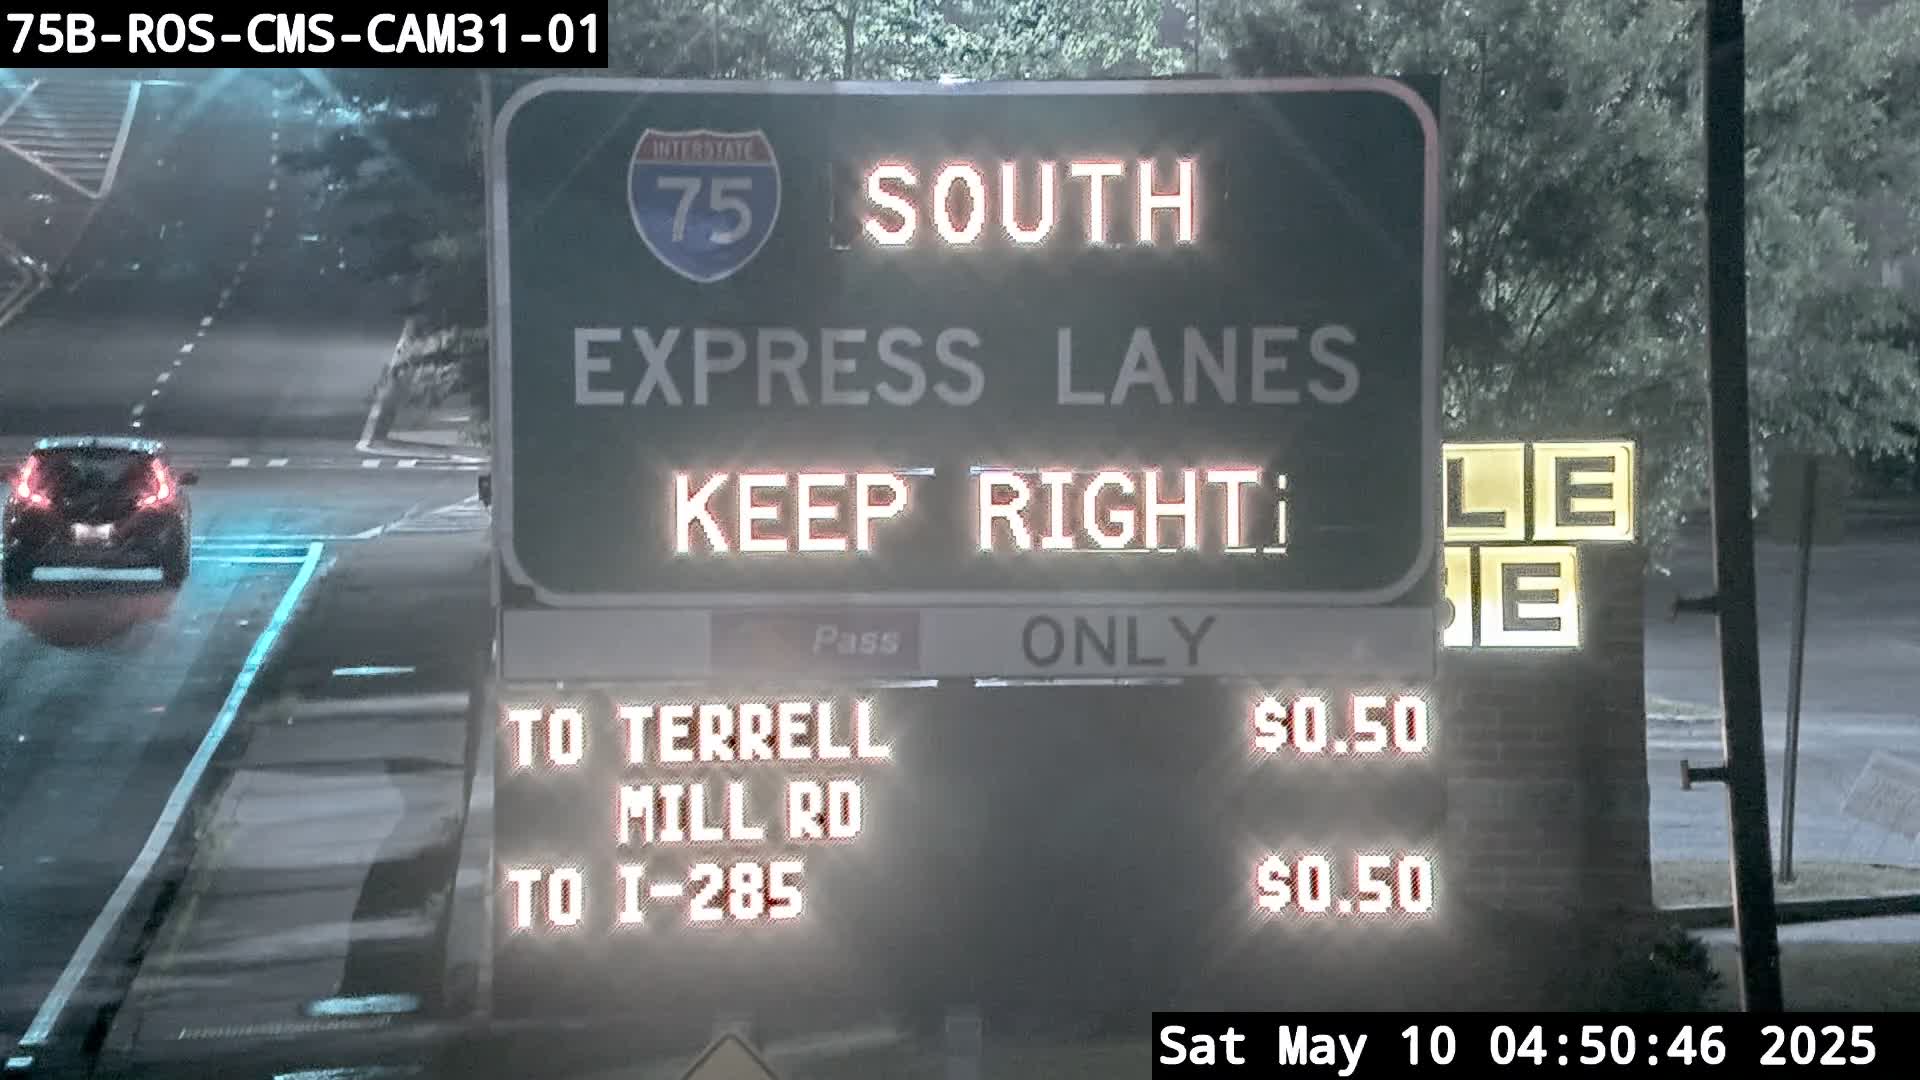 75B-ROS-CMS-CAM31-01
INTERSTATE
75
SOUTH
EXPRESS LANES
KEEP RIGHT
Pass
ONLY
TO TERRELL $0.50
MILL RD
TO I-285 $0.50
LE
E
Sat May 10 04:50:46 2025